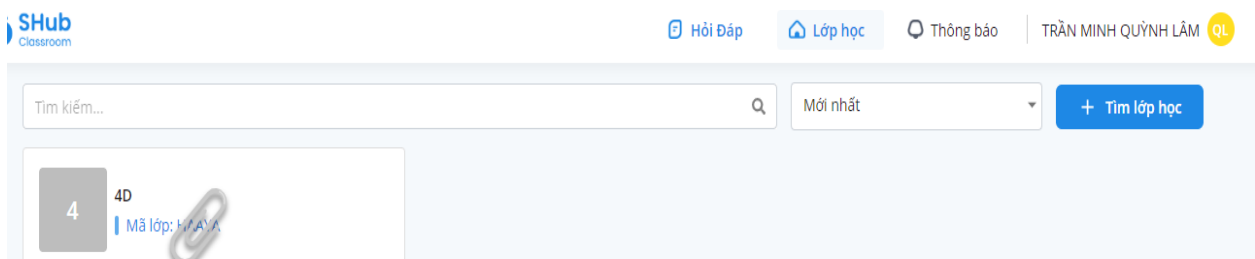 SHub
Classroom
Hỏi Đáp
Lớp học
Thông báo
TRẦN MINH QUỲNH LÂM
QL
Tìm kiếm...
Mới nhất
+ Tìm lớp học
4
4D
Mã lớp: